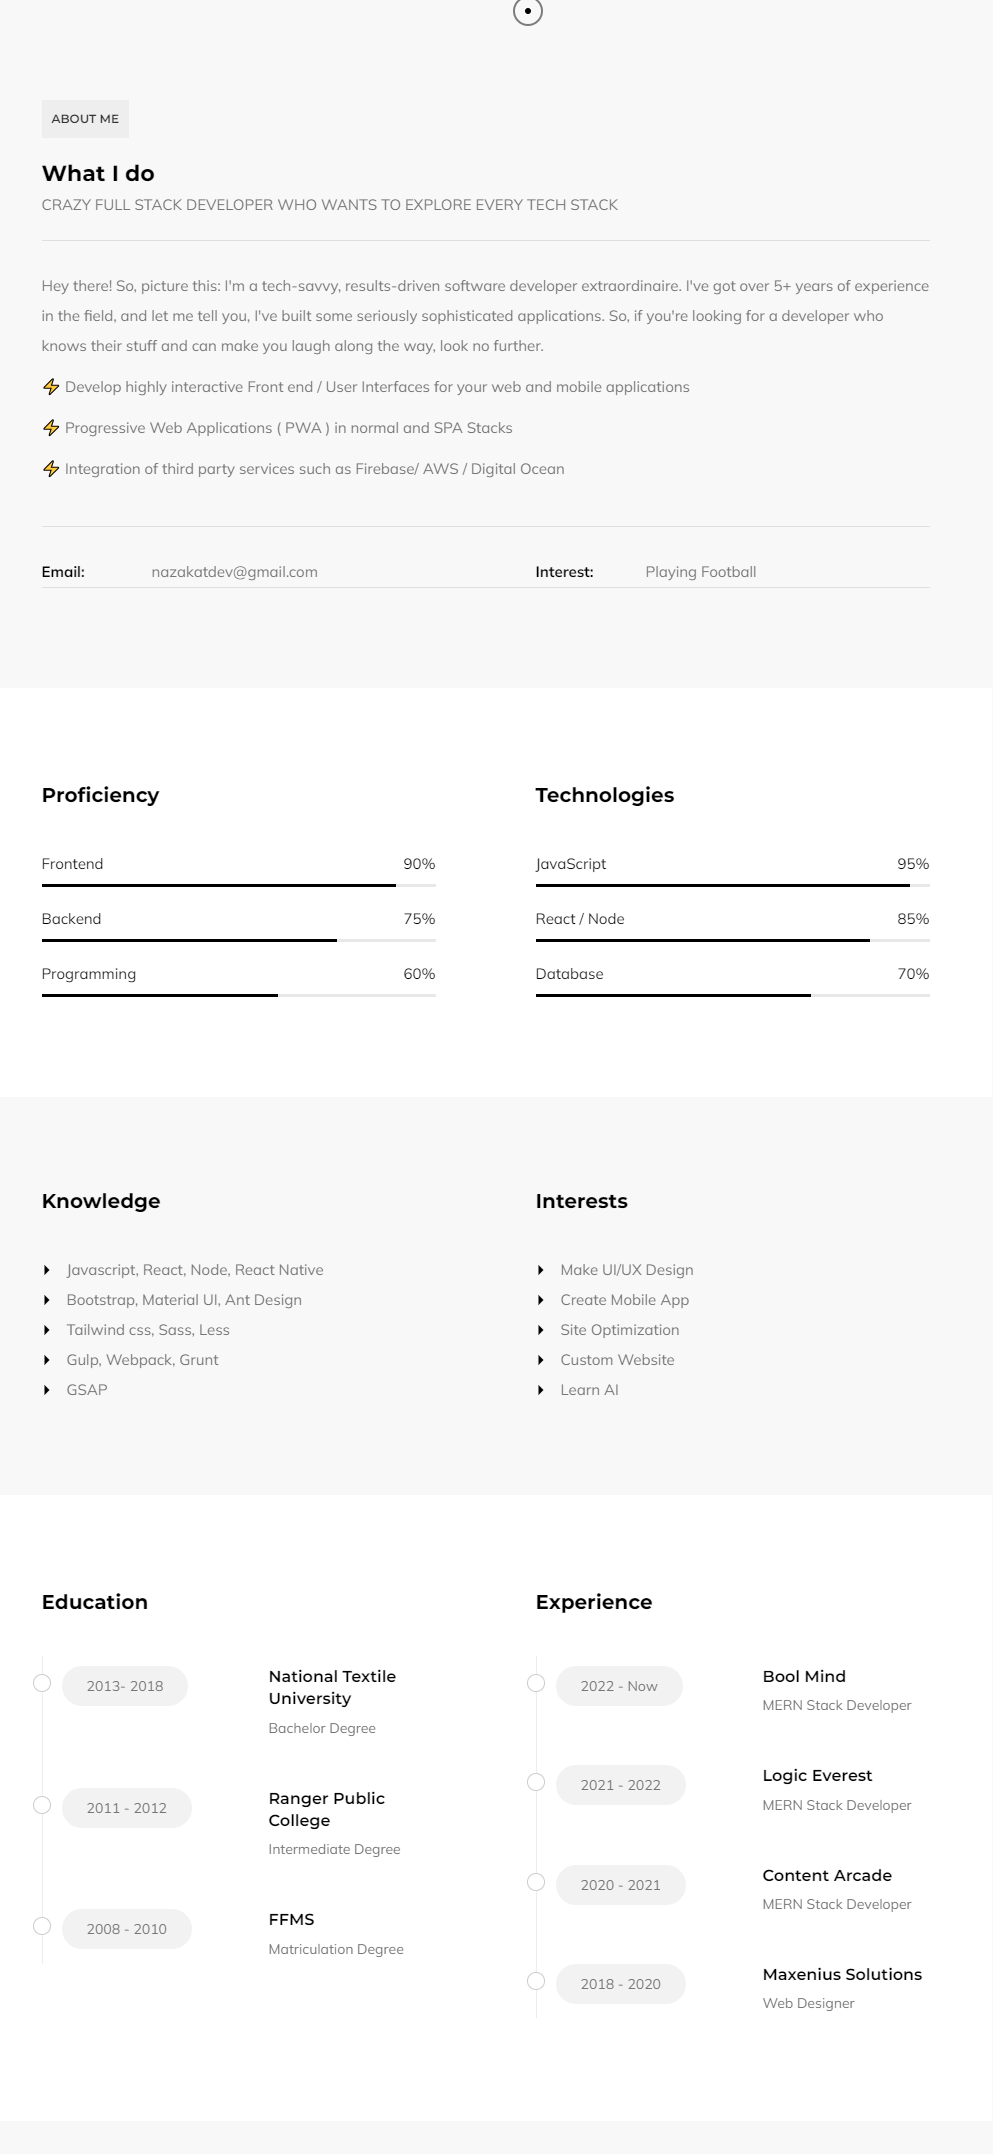 ABOUT ME
What I do
CRAZY FULL STACK DEVELOPER WHO WANTS TO EXPLORE EVERY TECH STACK
Hey there! So, picture this: I'm a tech-savvy, results-driven software developer extraordinaire. I've got over 5+ years of experience
in the field, and let me tell you, I've built some seriously sophisticated applications. So, if you're looking for a developer who
knows their stuff and can make you laugh along the way, look no further.
⚡ Develop highly interactive Front end / User Interfaces for your web and mobile applications
⚡ Progressive Web Applications ( PWA ) in normal and SPA Stacks
⚡ Integration of third party services such as Firebase/ AWS / Digital Ocean
Email: nazakatdev@gmail.com
Interest: Playing Football
Proficiency
Frontend 90%
Backend 75%
Programming 60%
Technologies
JavaScript 95%
React / Node 85%
Database 70%
Knowledge
Javascript, React, Node, React Native
Bootstrap, Material UI, Ant Design
Tailwind css, Sass, Less
Gulp, Webpack, Grunt
GSAP
Interests
Make UI/UX Design
Create Mobile App
Site Optimization
Custom Website
Learn AI
Education
2013- 2018
National Textile
University
Bachelor Degree
2011 - 2012
Ranger Public
College
Intermediate Degree
2008 - 2010
FFMS
Matriculation Degree
Experience
2022 - Now
Bool Mind
MERN Stack Developer
2021 - 2022
Logic Everest
MERN Stack Developer
2020 - 2021
Content Arcade
MERN Stack Developer
2018 - 2020
Maxenius Solutions
Web Designer